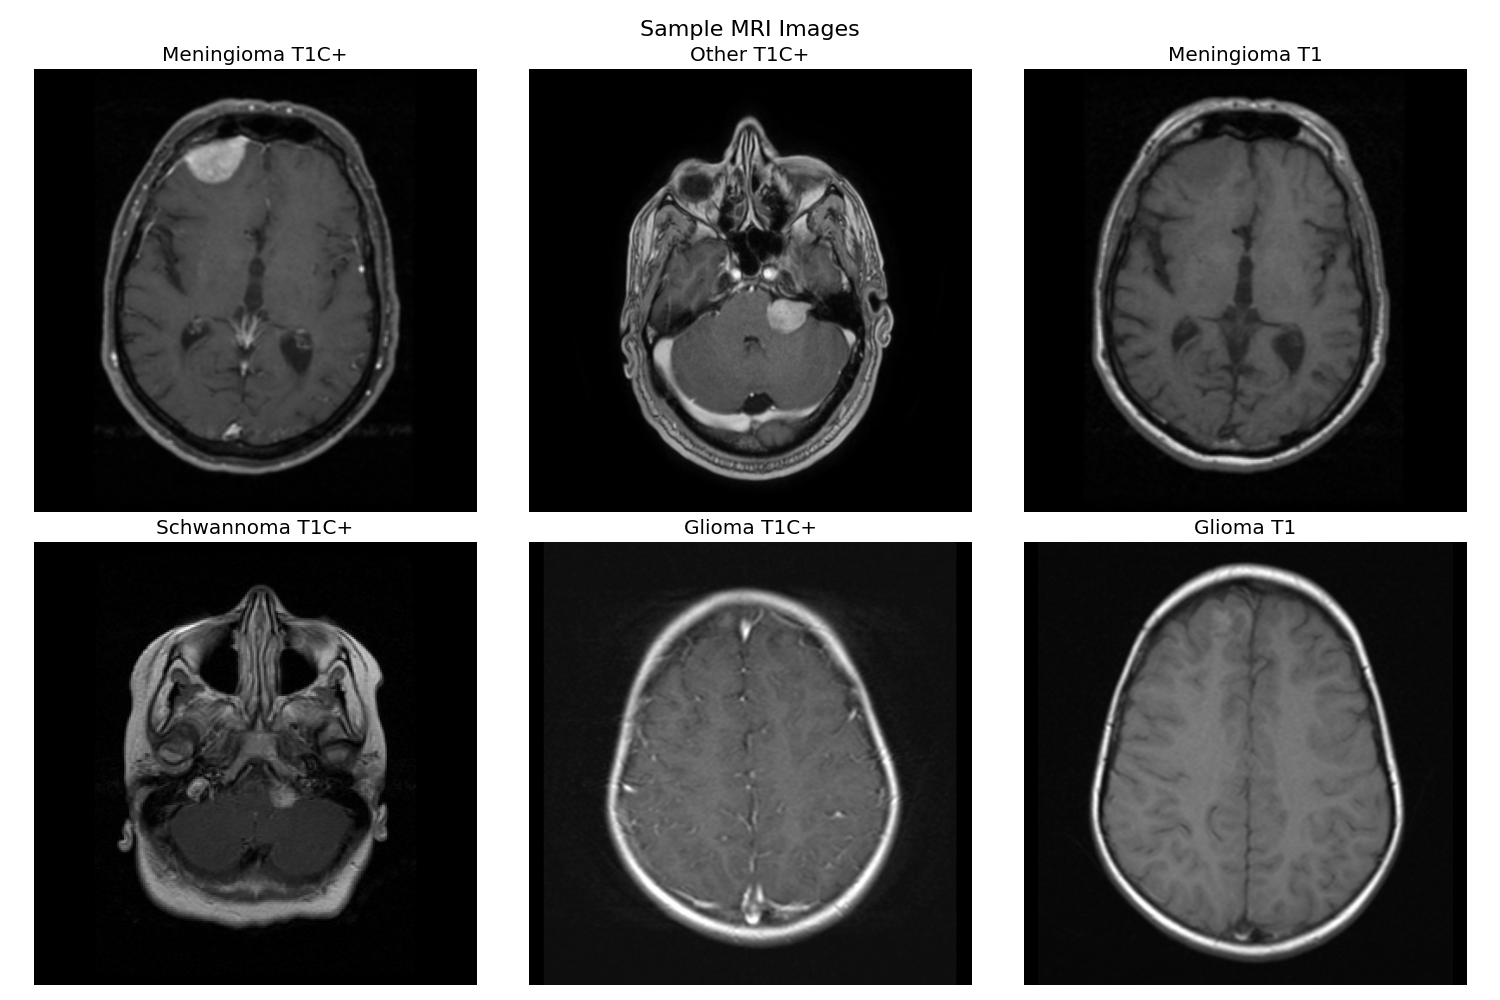 Sample MRI Images
Meningioma T1C+
Other T1C+
Meningioma T1
Schwannoma T1C+
Glioma T1C+
Glioma T1